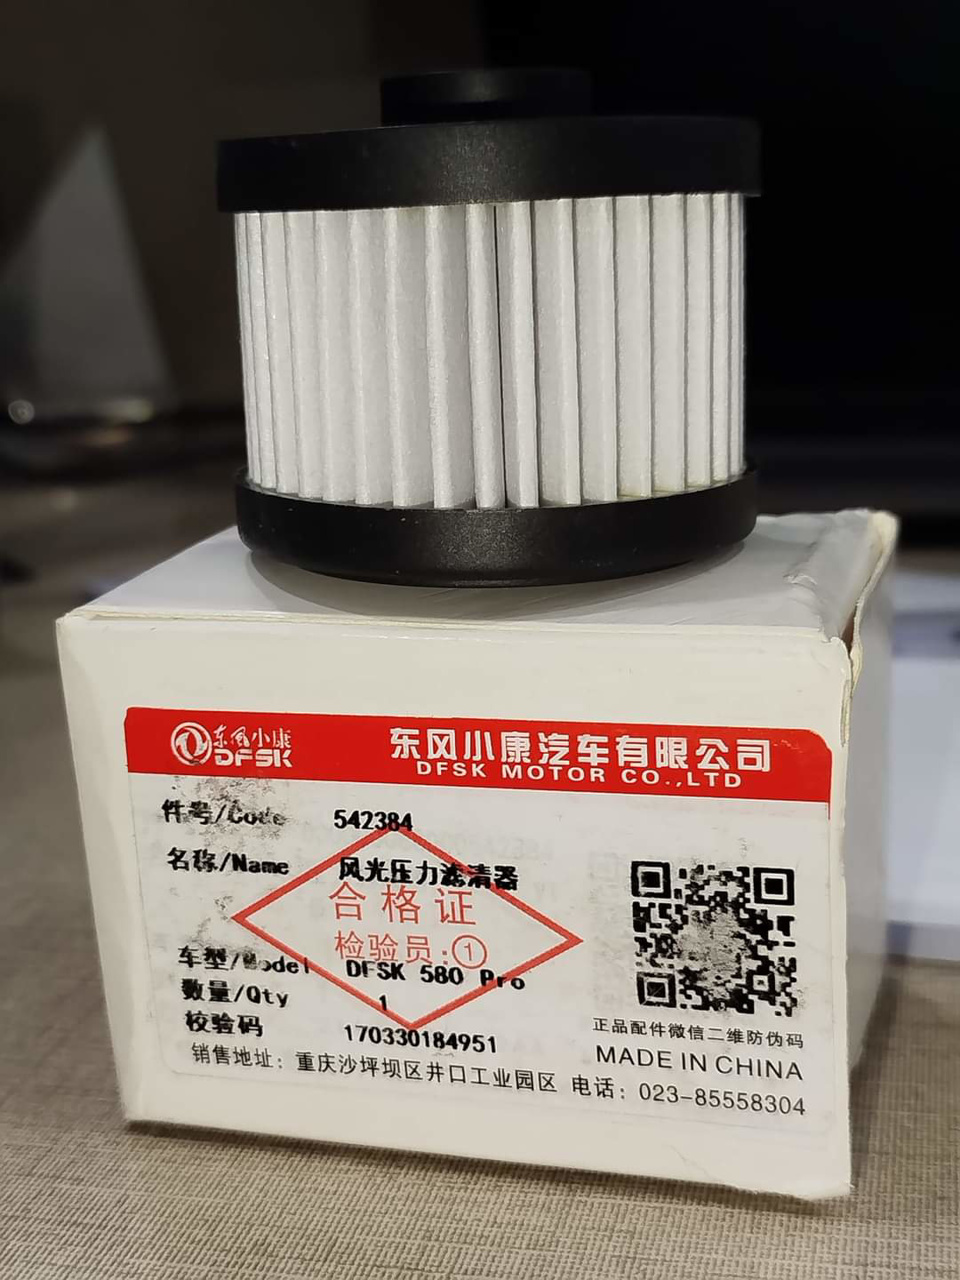 东风小康
DFSK
东风小康汽车有限公司
DFSK MOTOR CO.,LTD
件号/Code 542384
名称/Name 风光压力滤清器
合格证
检验员:①
车型/Model DFSK 580 Pro
数量/Qty 1
校验码 170330184951
正品配件微信二维防伪码
MADE IN CHINA
销售地址：重庆沙坪坝区井口工业园区 电话：023-85558304